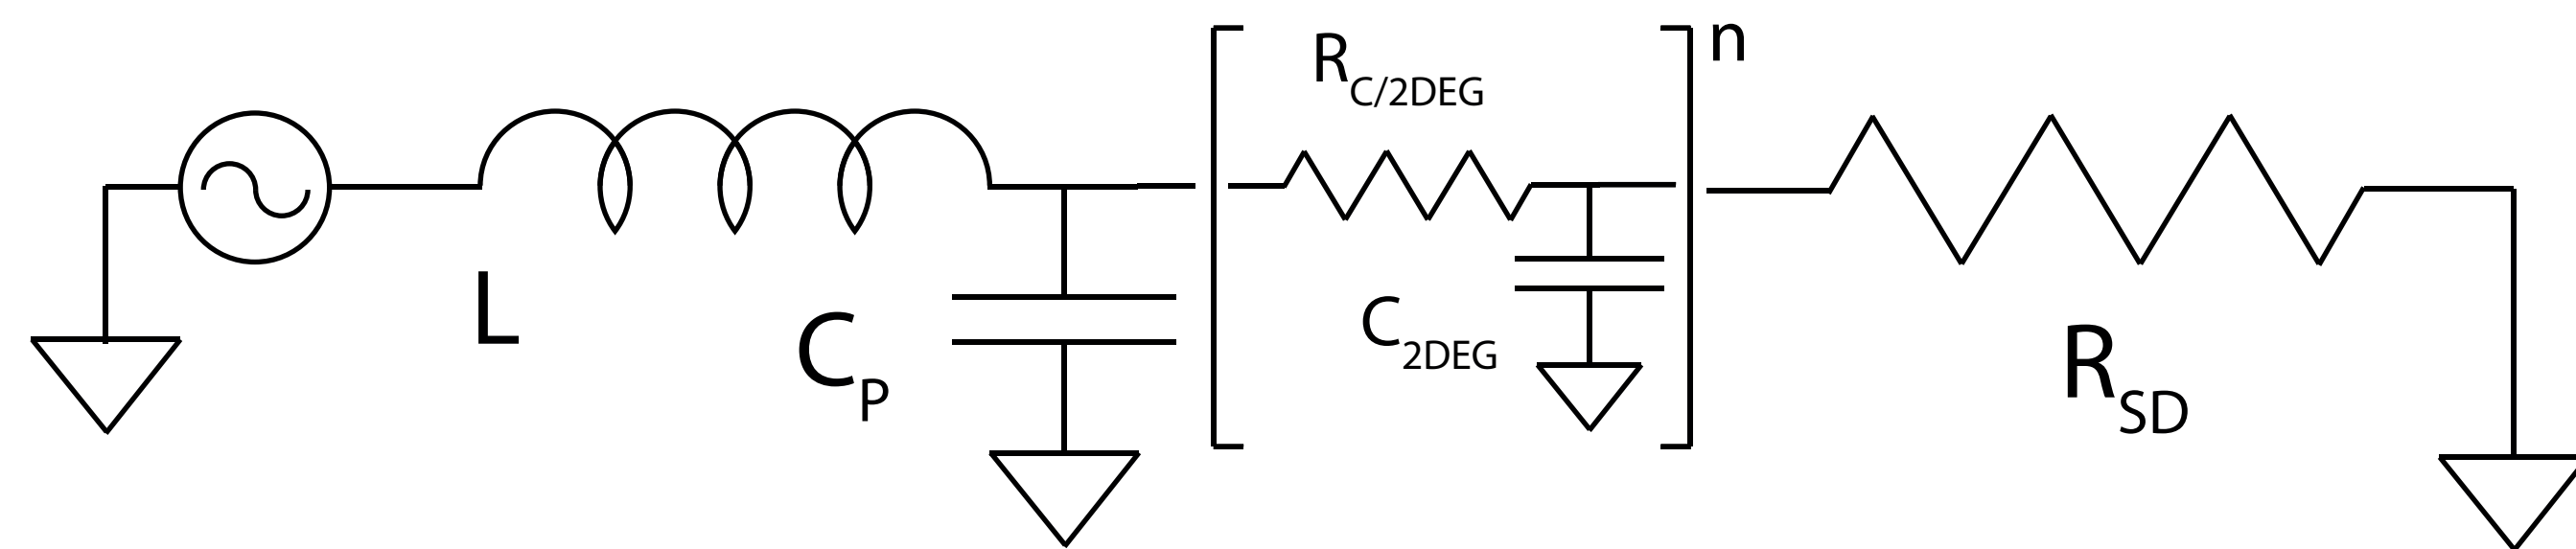 L
C_P
R_C/2DEG
C_2DEG
n
R_SD